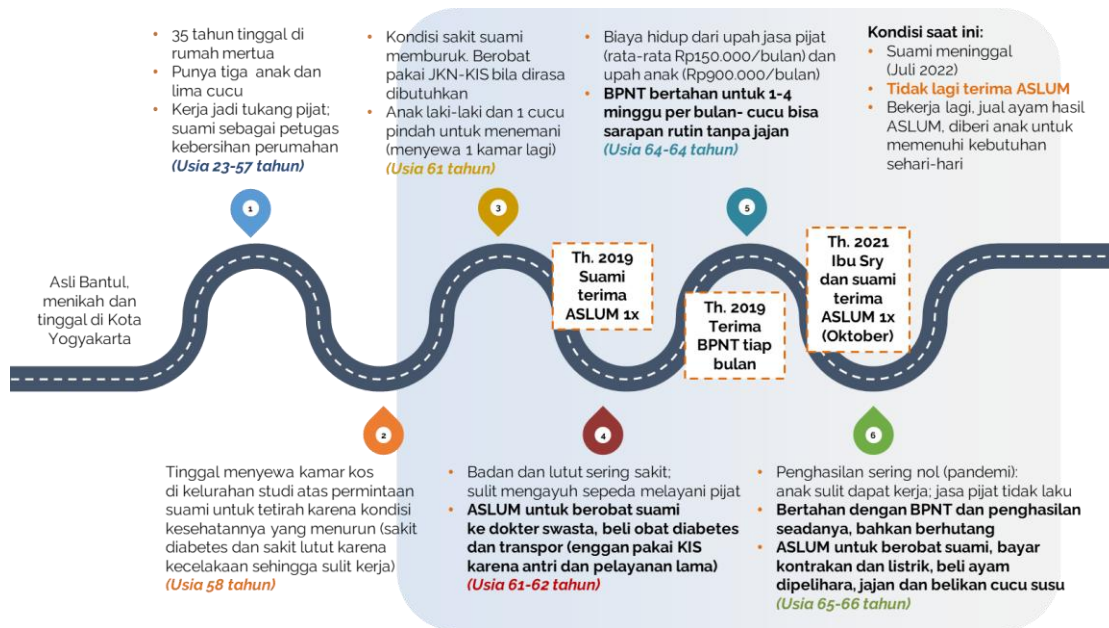 Asli Bantul,
menikah dan
tinggal di Kota
Yogyakarta
• 35 tahun tinggal di
rumah mertua
• Punya tiga anak dan
lima cucu
• Kerja jadi tukang pijat;
suami sebagai petugas
kebersihan perumahan
(Usia 23-57 tahun)
1
2
Tinggal menyewa kamar kos
di kelurahan studi atas permintaan
suami untuk tetirah karena kondisi
kesehatannya yang menurun (sakit
diabetes dan sakit lutut karena
kecelakaan sehingga sulit kerja)
(Usia 58 tahun)
• Kondisi sakit suami
memburuk. Berobat
pakai JKN-KIS bila dirasa
dibutuhkan
• Anak laki-laki dan 1 cucu
pindah untuk menemani
(menyewa 1 kamar lagi)
(Usia 61 tahun)
3
Th. 2019
Suami
terima
ASLUM 1x
4
• Badan dan lutut sering sakit;
sulit mengayuh sepeda melayani pijat
• ASLUM untuk berobat suami
ke dokter swasta, beli obat diabetes
dan transpor (enggan pakai KIS
karena antri dan pelayanan lama)
(Usia 61-62 tahun)
• Biaya hidup dari upah jasa pijat
(rata-rata Rp150.000/bulan) dan
upah anak (Rp900.000/bulan)
• BPNT bertahan untuk 1-4
minggu per bulan- cucu bisa
sarapan rutin tanpa jajan
(Usia 64-64 tahun)
5
Th. 2019
Terima
BPNT tiap
bulan
Th. 2021
Ibu Sry
dan suami
terima
ASLUM 1x
(Oktober)
6
• Penghasilan sering nol (pandemi):
anak sulit dapat kerja; jasa pijat tidak laku
• Bertahan dengan BPNT dan penghasilan
seadanya, bahkan berhutang
• ASLUM untuk berobat suami, bayar
kontrakan dan listrik, beli ayam
dipelihara, jajan dan belikan cucu susu
(Usia 65-66 tahun)
Kondisi saat ini:
• Suami meninggal
(Juli 2022)
• Tidak lagi terima ASLUM
• Bekerja lagi, jual ayam hasil
ASLUM, diberi anak untuk
memenuhi kebutuhan
sehari-hari